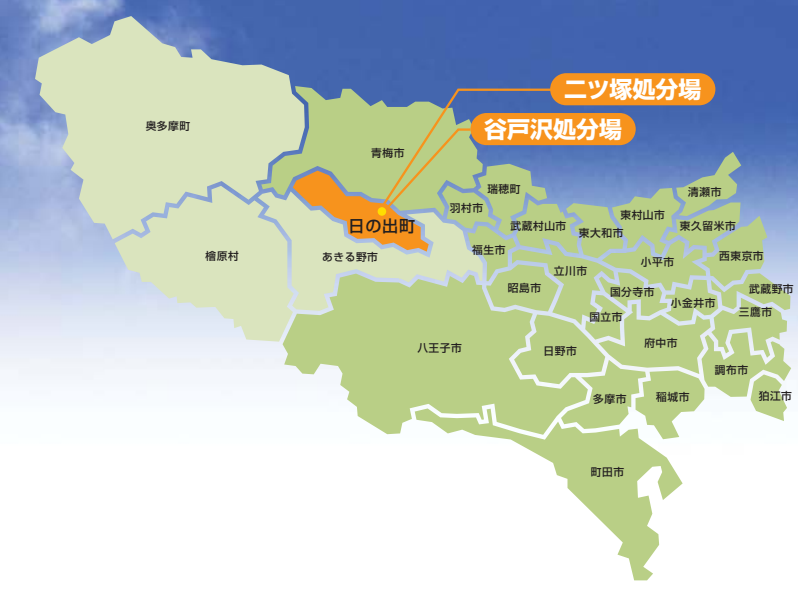 二ツ塚処分場
谷戸沢処分場
奥多摩町
青梅市
日の出町
檜原村
あきる野市
瑞穂町
羽村市
福生市
武蔵村山市
東大和市
東村山市
清瀬市
東久留米市
西東京市
小平市
立川市
昭島市
国分寺市
小金井市
武蔵野市
三鷹市
国立市
府中市
調布市
狛江市
八王子市
日野市
多摩市
稲城市
町田市